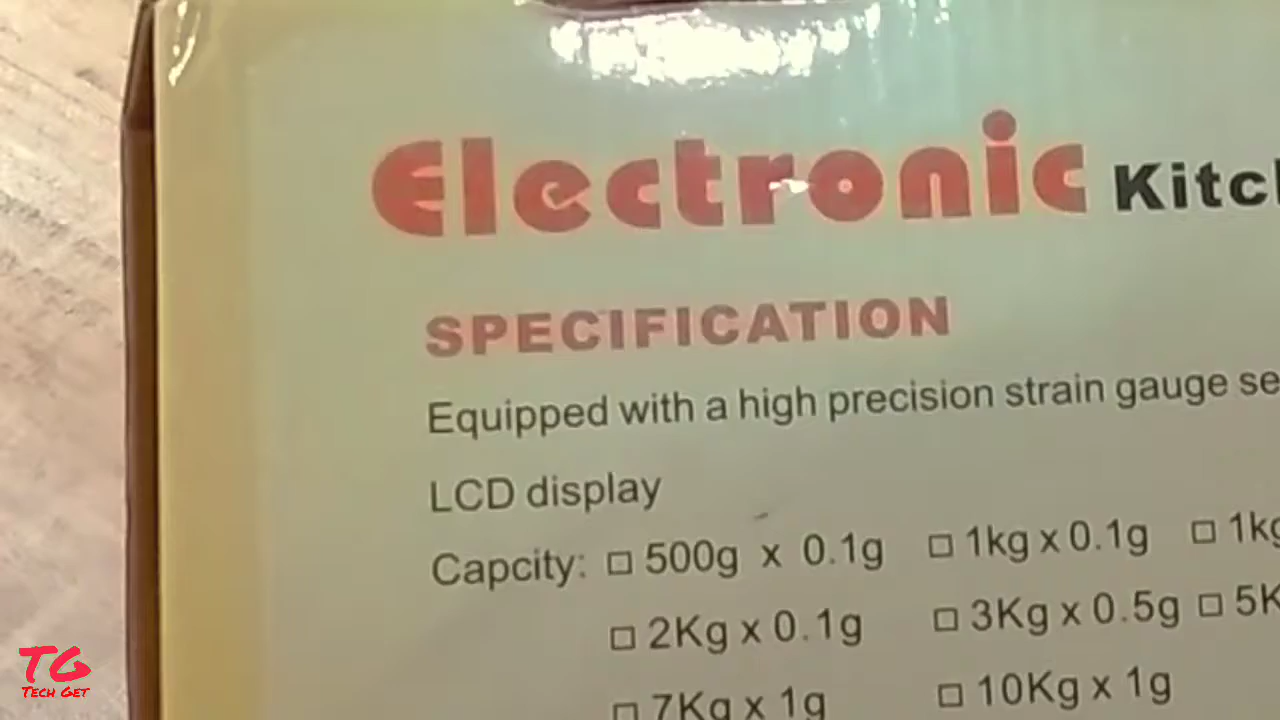 Electronic
SPECIFICATION
Equipped with a high precision strain gauge
LCD display
Capcity: □ 500g x 0.1g □ 1kg x 0.1g □
□ 2Kg x 0.1g □ 3Kg x 0.5g □
□ 7Kg x 1g □ 10Kg x 1g
TG
Tech Get